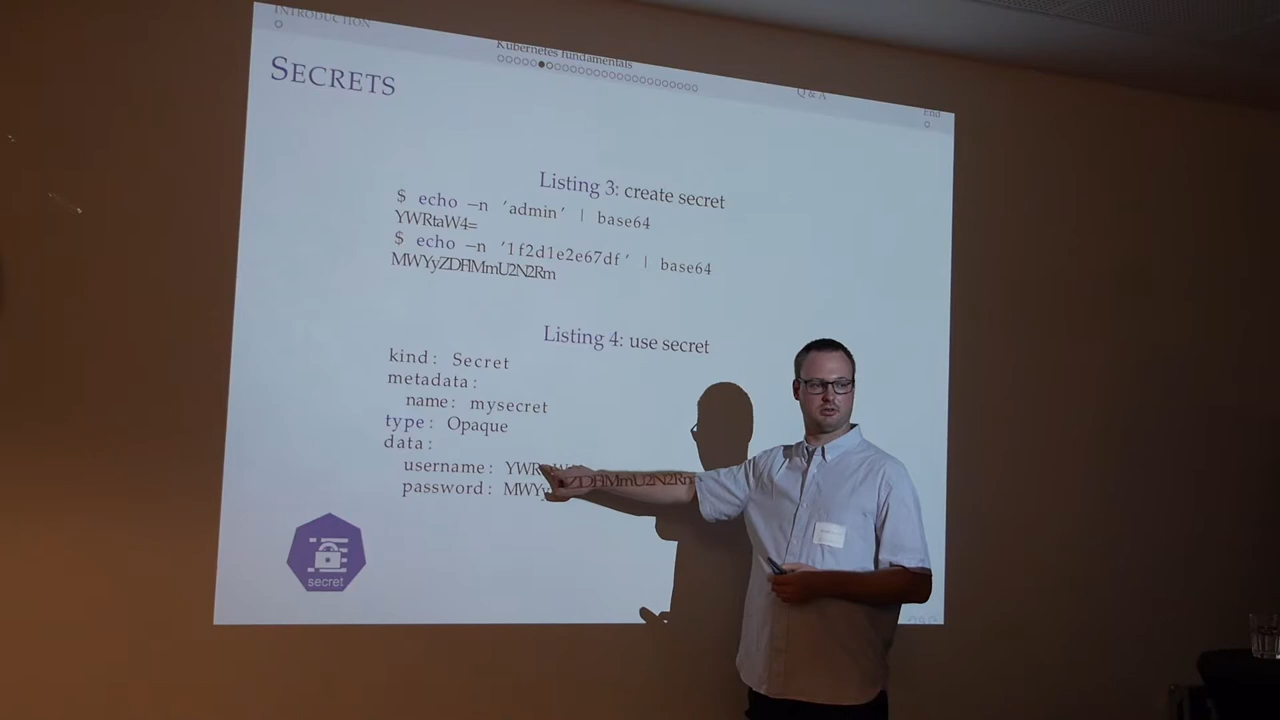 INTRODUCTION
Kubernetes fundamentals
Q & A
End
SECRETS
Listing 3: create secret
$ echo −n 'admin' | base64
YWRtaW4=
$ echo −n '1f2d1e2e67df' | base64
MWYyZDFlMmU2N2Rm
Listing 4: use secret
kind: Secret
metadata:
name: mysecret
type: Opaque
data:
username: YWR
password: MWYyZDFlMmU2N2Rm
secret